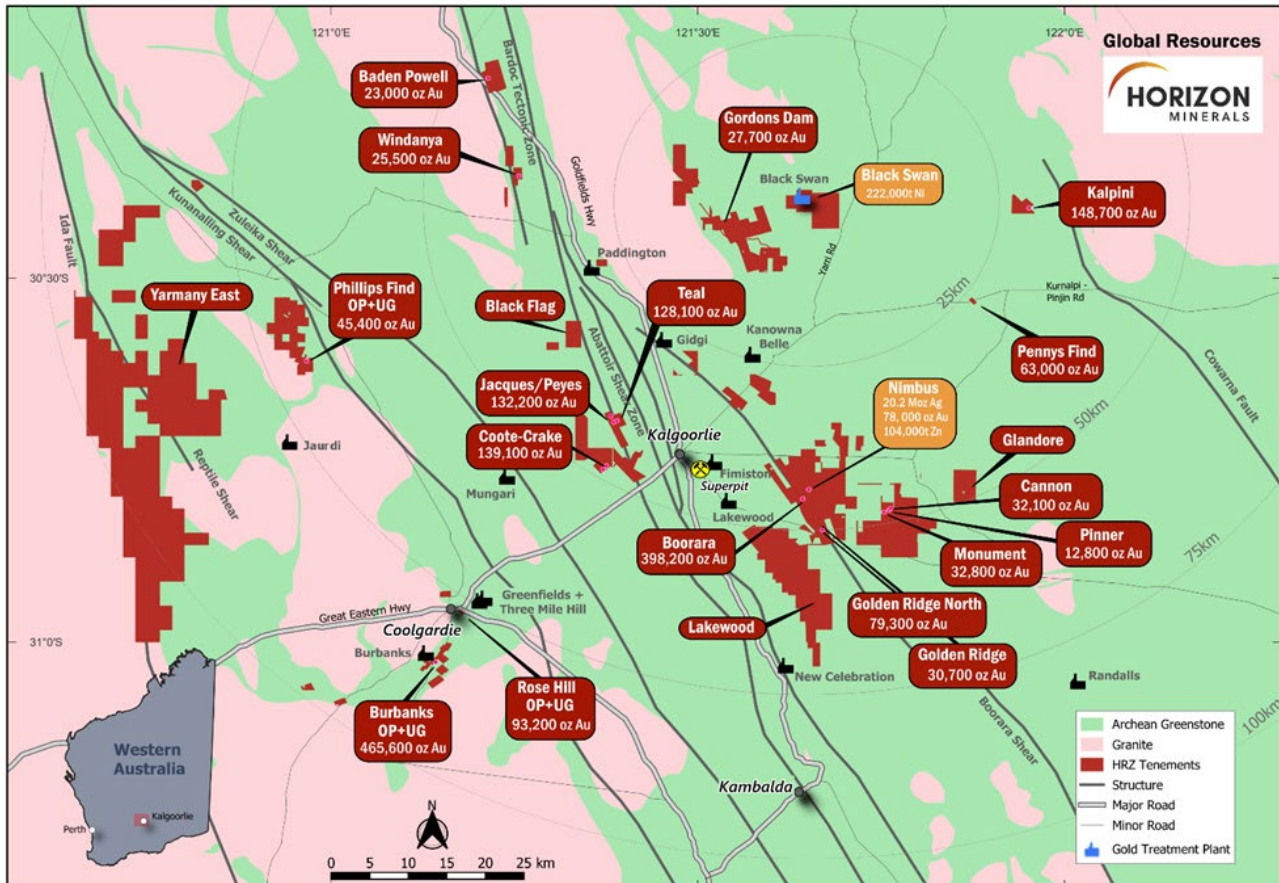 121°0'E
121°30'E
122°0'E
Global Resources
HORIZON
MINERALS
Baden Powell
23,000 oz Au
Bardoc Tectonic Zone
Windanya
25,500 oz Au
Goldfields Hwy
Gordons Dam
27,700 oz Au
Black Swan
Black Swan
222,000t Ni
Kalpini
148,700 oz Au
Ida Fault
Kunanalling Shear
Zuleika Shear
Paddington
Yarri Rd
25km
Kurnalpi -
Pinjin Rd
30°30'S
Yarmany East
Phillips Find
OP+UG
45,400 oz Au
Black Flag
Teal
128,100 oz Au
Abattoir Shear Zone
Gidgi
Kanowna
Belle
Pennys Find
63,000 oz Au
Cowarna Fault
Jacques/Peyes
132,200 oz Au
Nimbus
20.2 Moz Ag
78,000 oz Au
104,000t Zn
50km
Jaurdi
Coote-Crake
139,100 oz Au
Kalgoorlie
Fimiston
Superpit
Glandore
Reptile Shear
Mungari
Lakewood
Cannon
32,100 oz Au
Boorara
398,200 oz Au
Pinner
12,800 oz Au
Monument
32,800 oz Au
75km
Greenfields +
Three Mile Hill
Great Eastern Hwy
Coolgardie
Lakewood
Golden Ridge North
79,300 oz Au
31°0'S
Burbanks
Golden Ridge
30,700 oz Au
New Celebration
Randalls
Rose Hill
OP+UG
93,200 oz Au
Burbanks
OP+UG
465,600 oz Au
Boorara Shear
100km
Western
Australia
Perth
Kalgoorlie
Kambalda
N
0 5 10 15 20 25 km
Archean Greenstone
Granite
HRZ Tenements
Structure
Major Road
Minor Road
Gold Treatment Plant